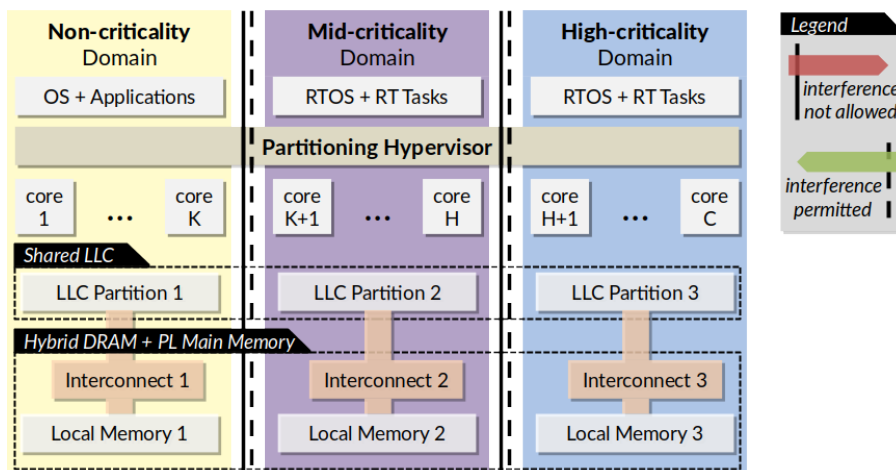 Non-criticality
Domain
Mid-criticality
Domain
High-criticality
Domain
Legend
interference
not allowed
interference
permitted
OS + Applications
RTOS + RT Tasks
RTOS + RT Tasks
Partitioning Hypervisor
core
1
...
core
K
core
K+1
...
core
H
core
H+1
...
core
C
Shared LLC
LLC Partition 1
LLC Partition 2
LLC Partition 3
Hybrid DRAM + PL Main Memory
Interconnect 1
Interconnect 2
Interconnect 3
Local Memory 1
Local Memory 2
Local Memory 3